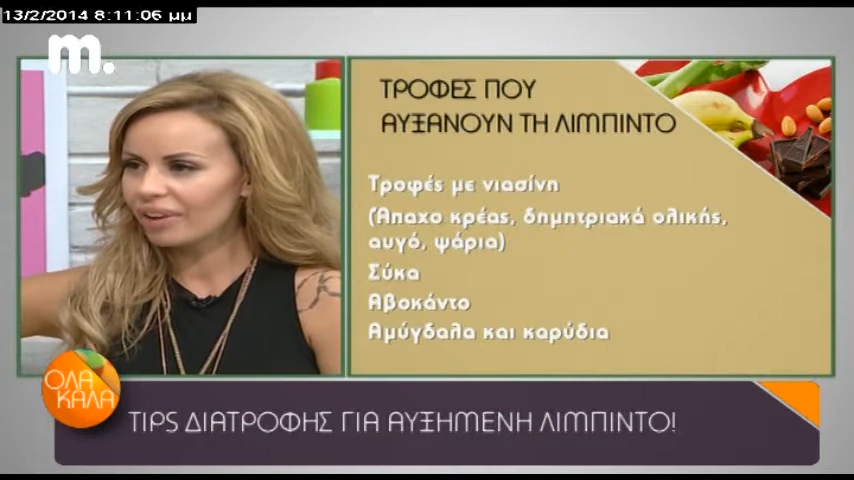 13/2/2014 8:11:06 μμ
m.
ΤΡΟΦΕΣ ΠΟΥ
ΑΥΞΑΝΟΥΝ ΤΗ ΛΙΜΠΙΝΤΟ
Τροφές με νιασίνη
(Άπαχο κρέας, δημητριακά ολικής,
αυγό, ψάρια)
Σύκα
Αβοκάντο
Αμύγδαλα και καρύδια
ΟΛΑ
ΚΑΛΑ
TIPS ΔΙΑΤΡΟΦΗΣ ΓΙΑ ΑΥΞΗΜΕΝΗ ΛΙΜΠΙΝΤΟ!